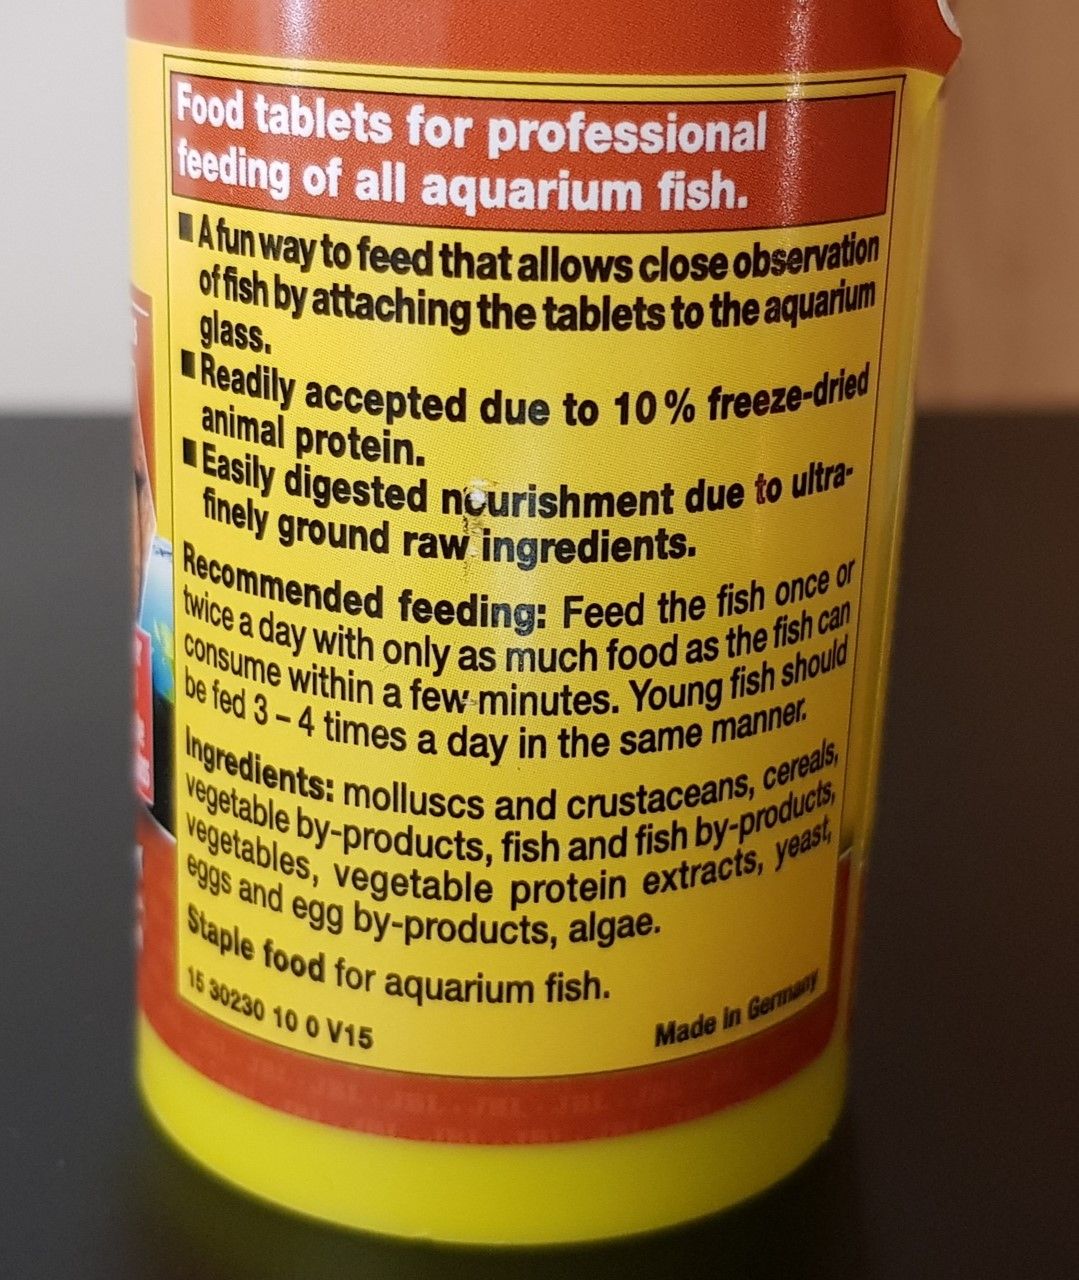 Food tablets for professional
feeding of all aquarium fish.
■ A fun way to feed that allows close observation
of fish by attaching the tablets to the aquarium
glass.
■ Readily accepted due to 10 % freeze-dried
animal protein.
■ Easily digested nourishment due to ultra-
finely ground raw ingredients.
Recommended feeding: Feed the fish once or
twice a day with only as much food as the fish can
consume within a few minutes. Young fish should
be fed 3 – 4 times a day in the same manner.
Ingredients: molluscs and crustaceans, cereals,
vegetable by-products, fish and fish by-products,
vegetables, vegetable protein extracts, yeast,
eggs and egg by-products, algae.
Staple food for aquarium fish.
15 30230 10 0 V15
Made in Germany